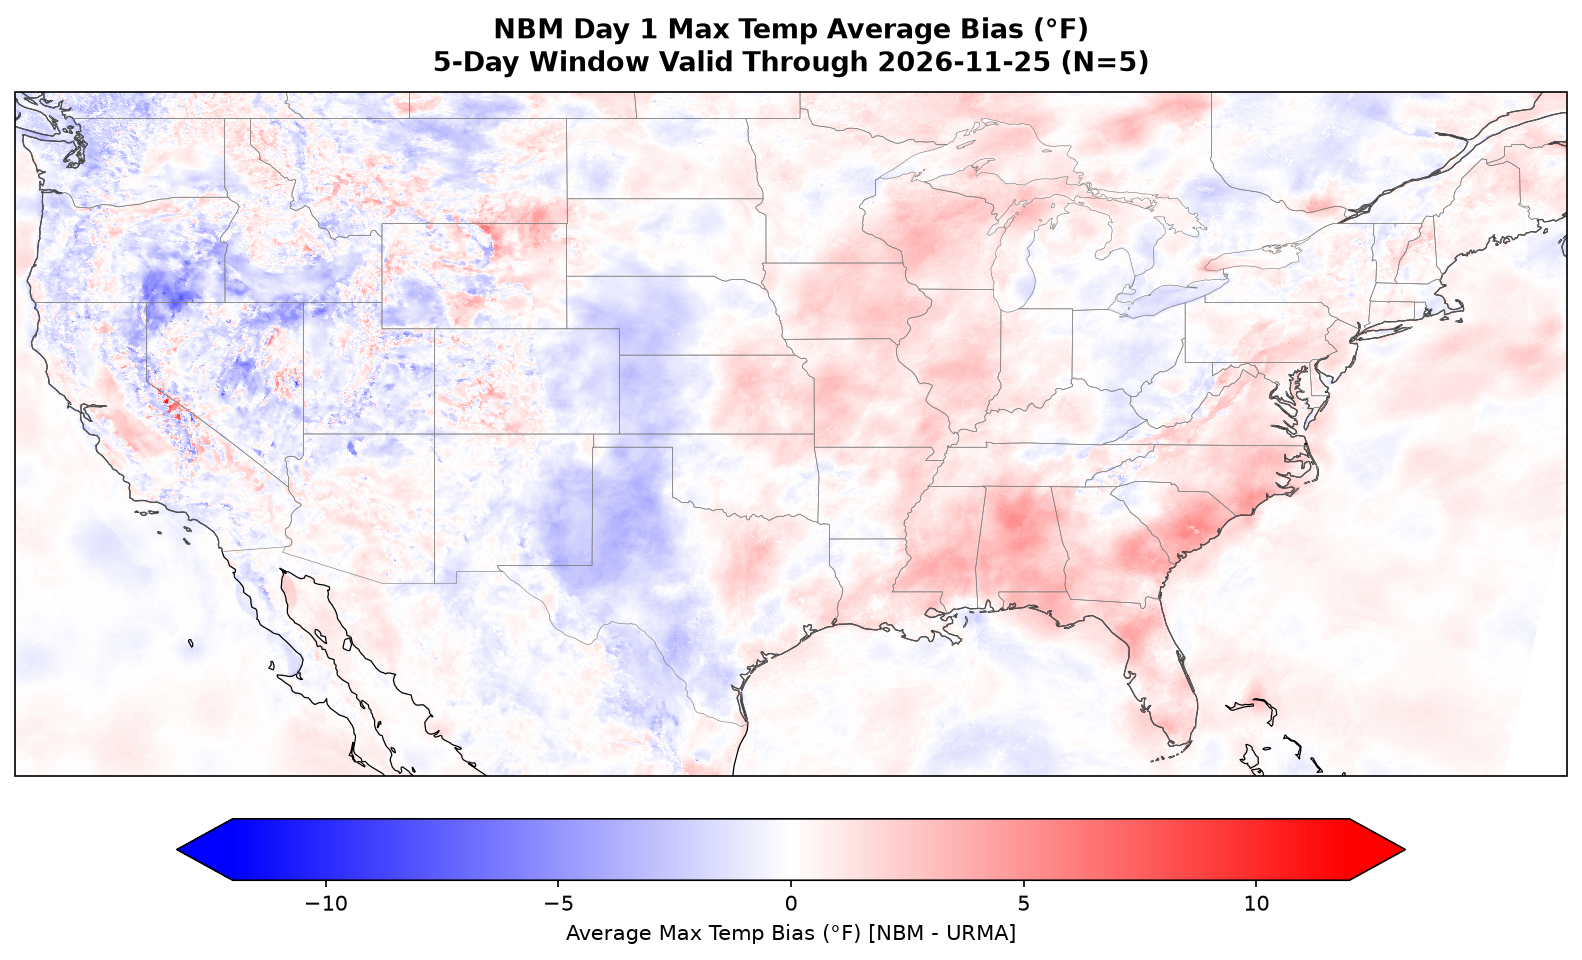 NBM Day 1 Max Temp Average Bias (°F)
5-Day Window Valid Through 2026-11-25 (N=5)
−10 −5 0 5 10
Average Max Temp Bias (°F) [NBM - URMA]